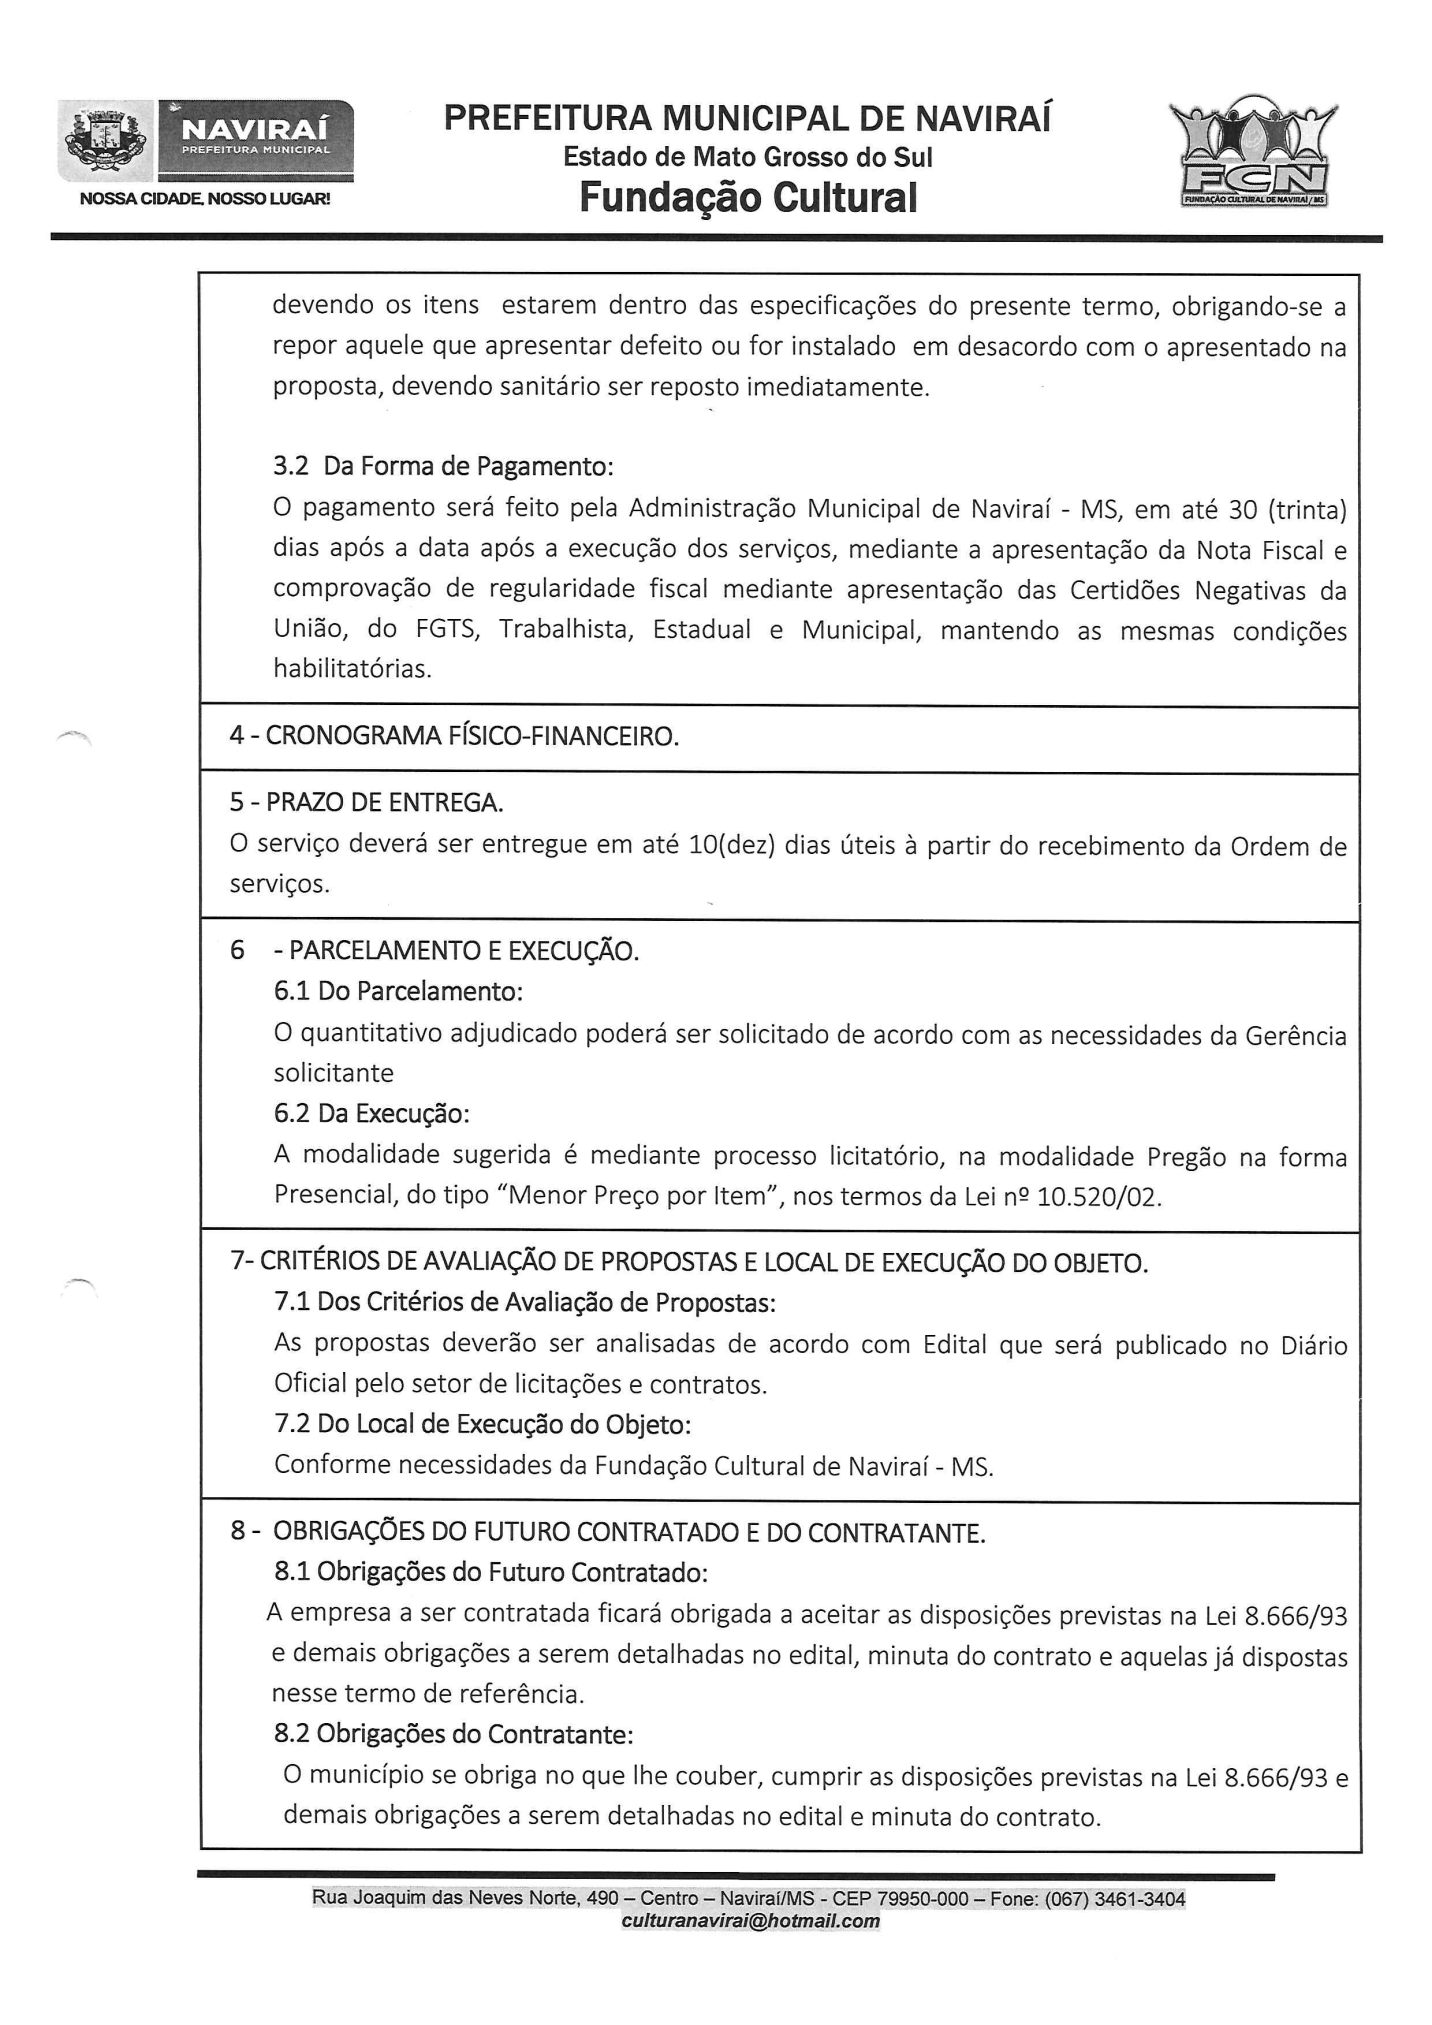 NAVIRAÍ
PREFEITURA MUNICIPAL
NOSSA CIDADE, NOSSO LUGAR!
PREFEITURA MUNICIPAL DE NAVIRAÍ
Estado de Mato Grosso do Sul
Fundação Cultural
FCN
FUNDAÇÃO CULTURAL DE NAVIRAÍ / MS
devendo os itens estarem dentro das especificações do presente termo, obrigando-se a
repor aquele que apresentar defeito ou for instalado em desacordo com o apresentado na
proposta, devendo sanitário ser reposto imediatamente.
3.2 Da Forma de Pagamento:
O pagamento será feito pela Administração Municipal de Naviraí - MS, em até 30 (trinta)
dias após a data após a execução dos serviços, mediante a apresentação da Nota Fiscal e
comprovação de regularidade fiscal mediante apresentação das Certidões Negativas da
União, do FGTS, Trabalhista, Estadual e Municipal, mantendo as mesmas condições
habilitatórias.
4 - CRONOGRAMA FÍSICO-FINANCEIRO.
5 - PRAZO DE ENTREGA.
O serviço deverá ser entregue em até 10(dez) dias úteis à partir do recebimento da Ordem de
serviços.
6 - PARCELAMENTO E EXECUÇÃO.
6.1 Do Parcelamento:
O quantitativo adjudicado poderá ser solicitado de acordo com as necessidades da Gerência
solicitante
6.2 Da Execução:
A modalidade sugerida é mediante processo licitatório, na modalidade Pregão na forma
Presencial, do tipo “Menor Preço por Item”, nos termos da Lei nº 10.520/02.
7- CRITÉRIOS DE AVALIAÇÃO DE PROPOSTAS E LOCAL DE EXECUÇÃO DO OBJETO.
7.1 Dos Critérios de Avaliação de Propostas:
As propostas deverão ser analisadas de acordo com Edital que será publicado no Diário
Oficial pelo setor de licitações e contratos.
7.2 Do Local de Execução do Objeto:
Conforme necessidades da Fundação Cultural de Naviraí - MS.
8 - OBRIGAÇÕES DO FUTURO CONTRATADO E DO CONTRATANTE.
8.1 Obrigações do Futuro Contratado:
A empresa a ser contratada ficará obrigada a aceitar as disposições previstas na Lei 8.666/93
e demais obrigações a serem detalhadas no edital, minuta do contrato e aquelas já dispostas
nesse termo de referência.
8.2 Obrigações do Contratante:
O município se obriga no que lhe couber, cumprir as disposições previstas na Lei 8.666/93 e
demais obrigações a serem detalhadas no edital e minuta do contrato.
Rua Joaquim das Neves Norte, 490 – Centro – Naviraí/MS - CEP 79950-000 – Fone: (067) 3461-3404
culturanavirai@hotmail.com